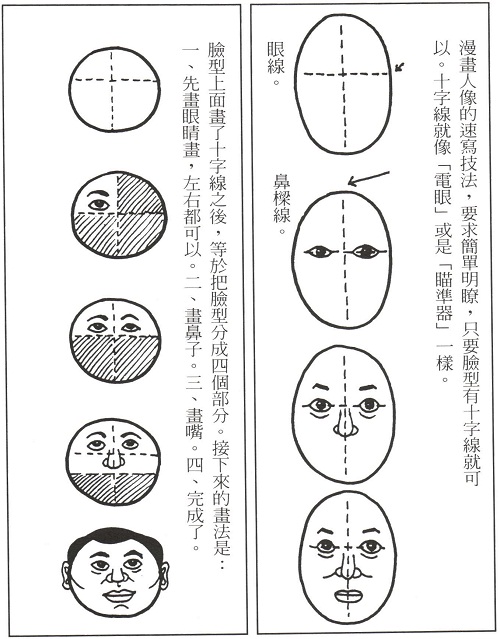 漫畫人像的速寫技法，要求簡單明瞭，只要臉型有十字線就可
以。十字線就像「電眼」或是「瞄準器」一樣。
眼線。
鼻樑線。
臉型上面畫了十字線之後，等於把臉型分成四個部分。接下來的畫法是：
一、先畫眼睛畫，左右都可以。二、畫鼻子。三、畫嘴。四、完成了。